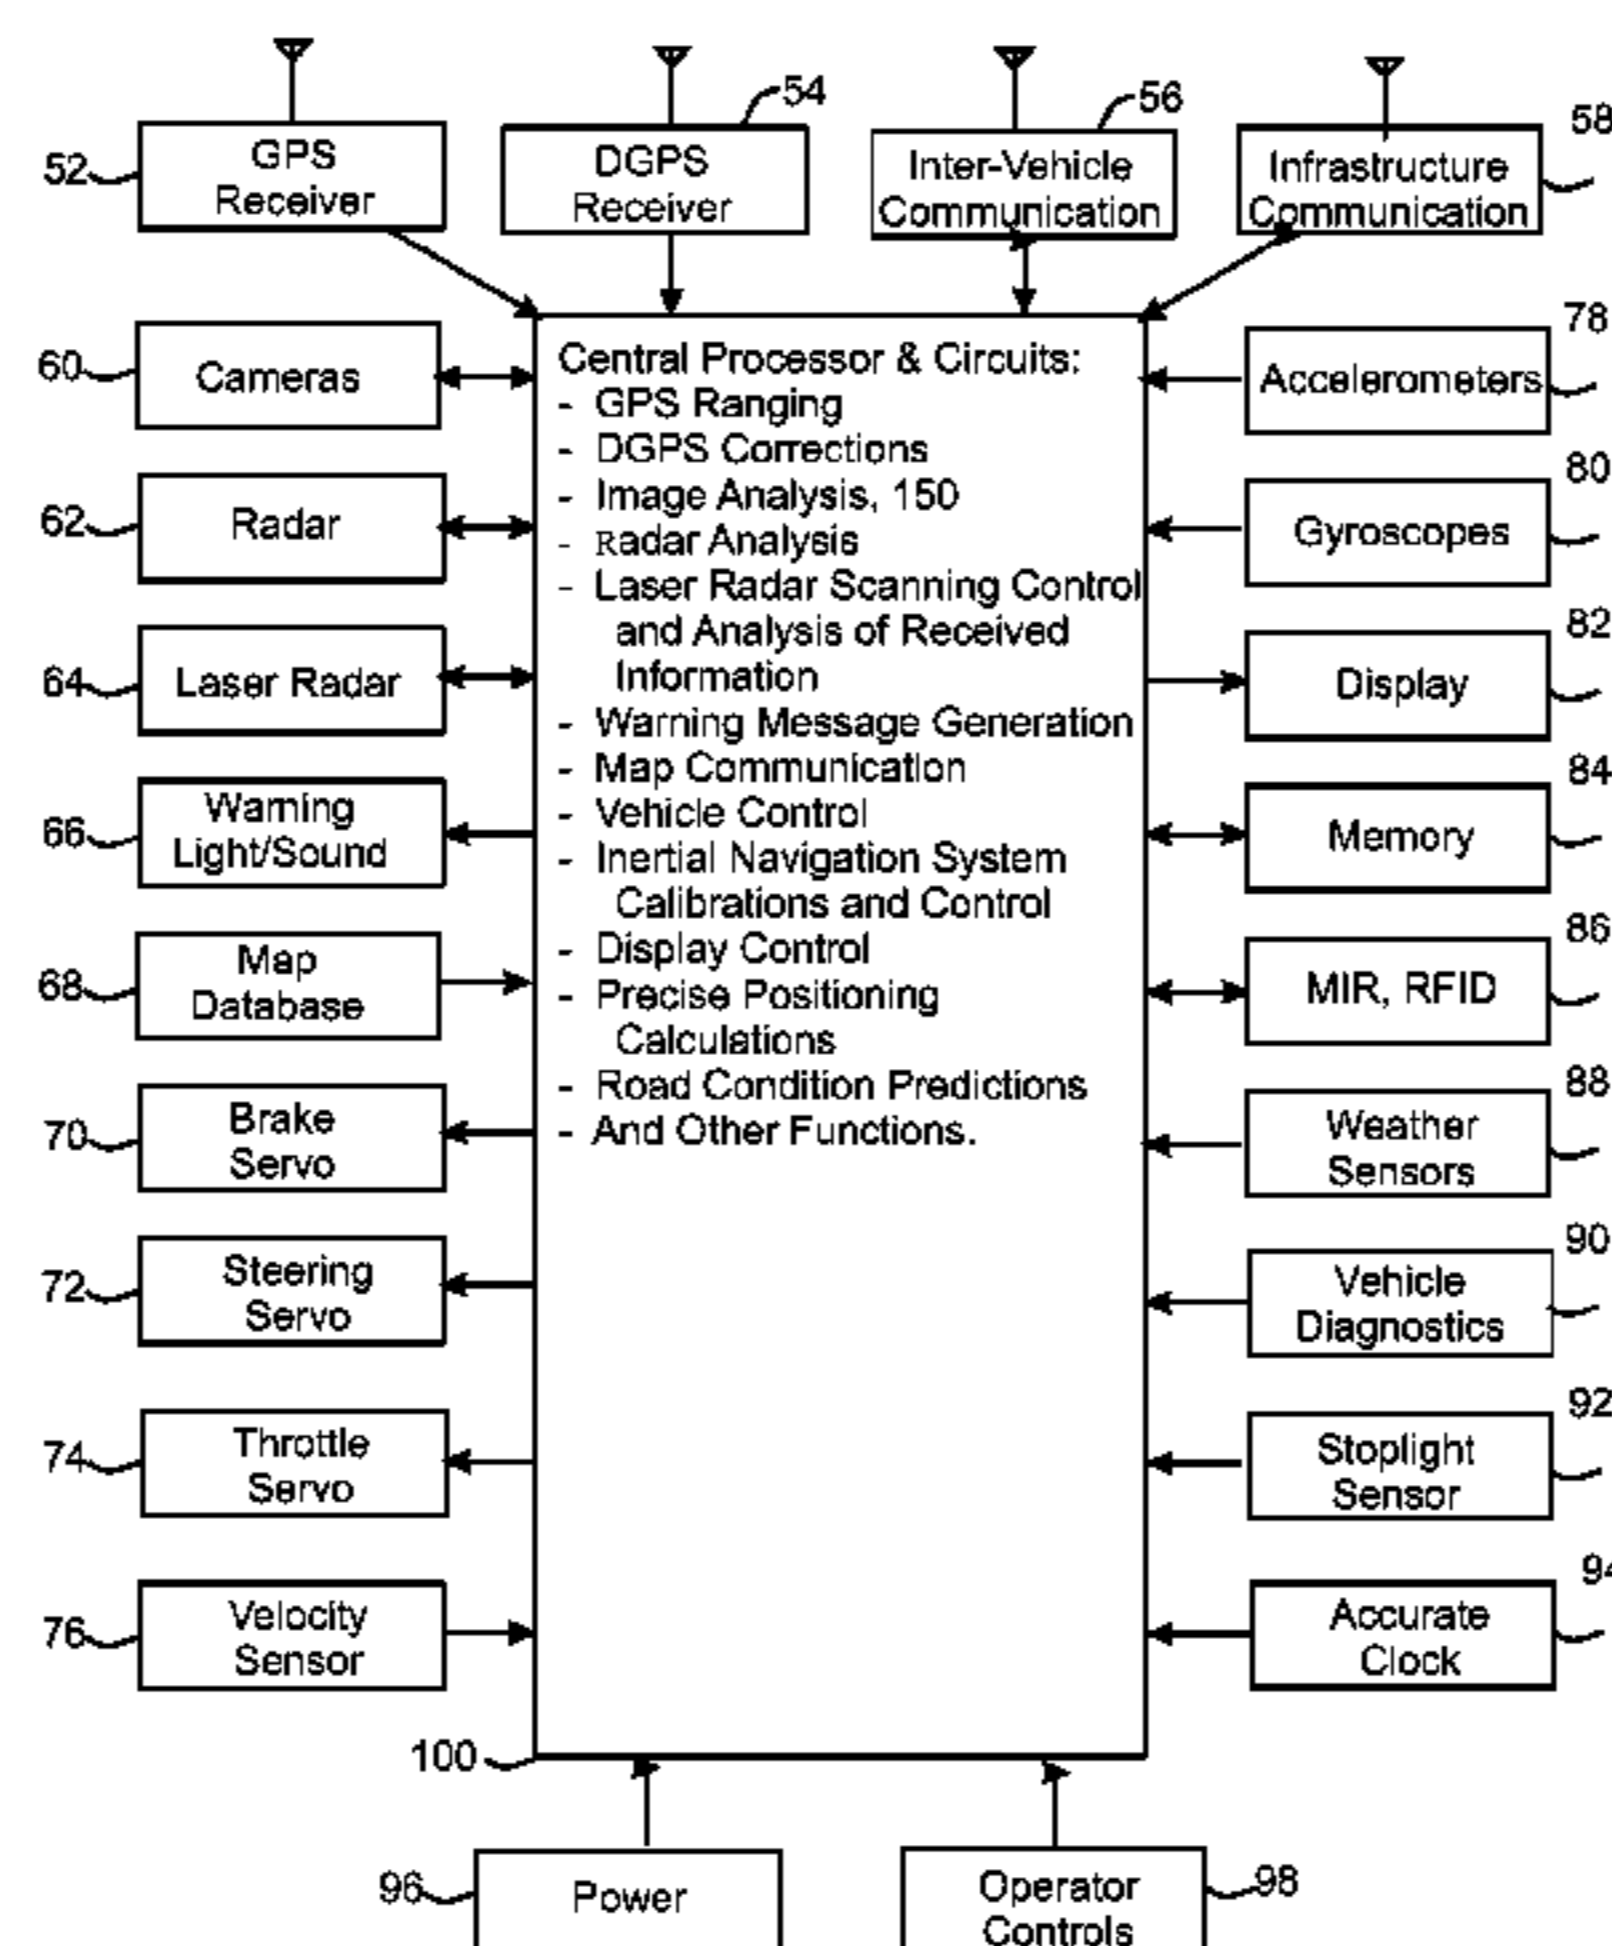 54
56
58
52
GPS
Receiver
DGPS
Receiver
Inter-Vehicle
Communication
Infrastructure
Communication
60
Cameras
62
Radar
64
Laser Radar
66
Warning
Light/Sound
68
Map
Database
70
Brake
Servo
72
Steering
Servo
74
Throttle
Servo
76
Velocity
Sensor
Central Processor & Circuits:
- GPS Ranging
- DGPS Corrections
- Image Analysis, 150
- Radar Analysis
- Laser Radar Scanning Control
and Analysis of Received
Information
- Warning Message Generation
- Map Communication
- Vehicle Control
- Inertial Navigation System
Calibrations and Control
- Display Control
- Precise Positioning
Calculations
- Road Condition Predictions
- And Other Functions.
100
78
Accelerometers
80
Gyroscopes
82
Display
84
Memory
86
MIR, RFID
88
Weather
Sensors
90
Vehicle
Diagnostics
92
Stoplight
Sensor
94
Accurate
Clock
96
Power
Operator
Controls
98